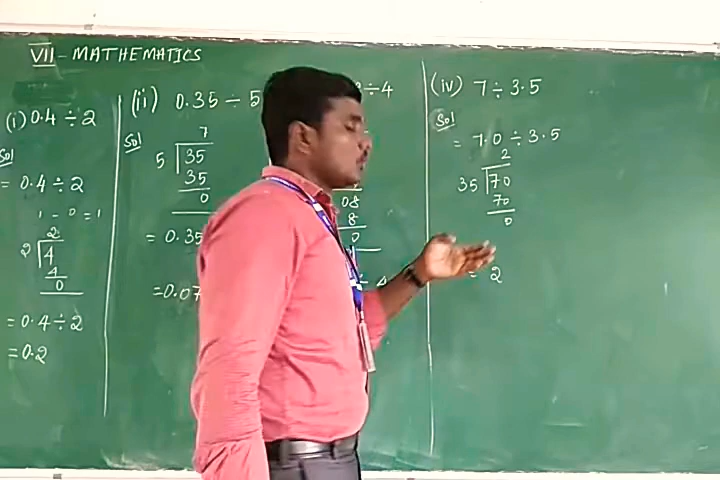 VII - MATHEMATICS
(i) 0.4 ÷ 2
Sol
= 0.4 ÷ 2
1 - 0 = 1
2
2 4
4
0
= 0.4 ÷ 2
= 0.2
(ii) 0.35 ÷ 5
Sol
7
5 35
35
0
= 0.35
= 0.07
÷ 4
08
8
0
÷ 4
(iv) 7 ÷ 3.5
Sol
= 7.0 ÷ 3.5
2
35 70
70
0
= 2